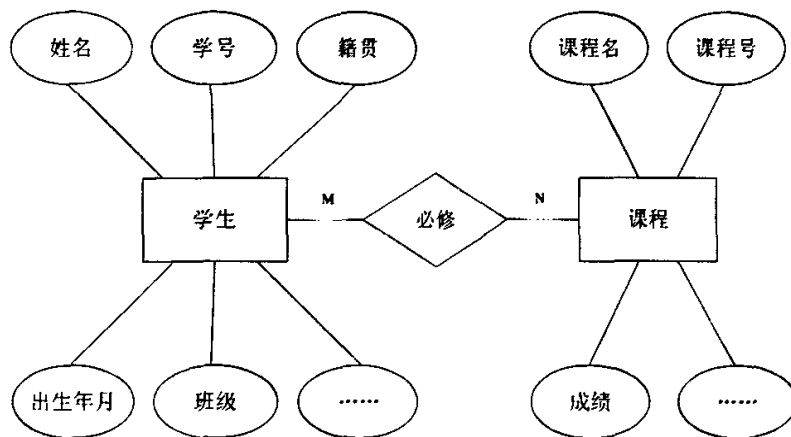 姓名 学号 籍贯 课程名 课程号
学生 M 必修 N 课程
出生年月 班级 …… 成绩 ……